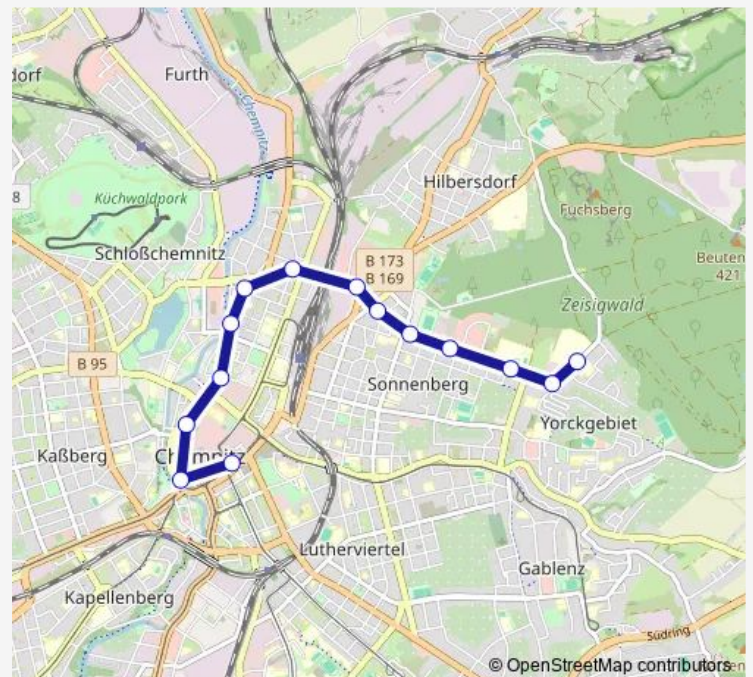 Furth
dorf
Chemnitz
Küchwaldpark
8
Hilbersdorf
Fuchsberg
Schloßchemnitz
B 173
B 169
Beuten
421
Zeisigwald
B 95
Sonnenberg
Yorckgebiet
Kaßberg
Chemnitz
Lutherviertel
Gablenz
Kapellenberg
Südring
© OpenStreetMap contributors